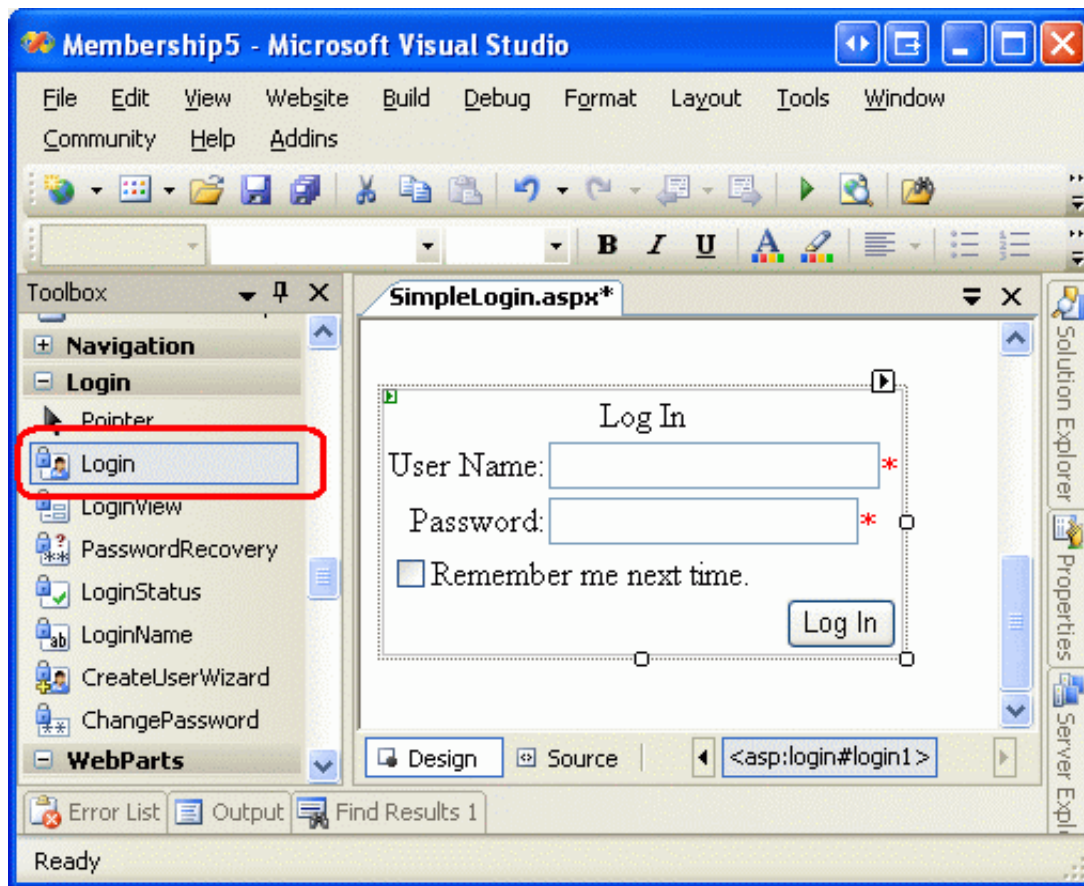 Membership5 - Microsoft Visual Studio
File Edit View Website Build Debug Format Layout Tools Window
Community Help Addins
B I U A
Toolbox
Navigation
Login
Pointer
Login
LoginView
PasswordRecovery
LoginStatus
LoginName
CreateUserWizard
ChangePassword
WebParts
SimpleLogin.aspx*
Log In
User Name: *
Password: *
Remember me next time.
Log In
Design Source <asp:login#login1>
Solution Explorer
Properties
Server Expl
Error List Output Find Results 1
Ready